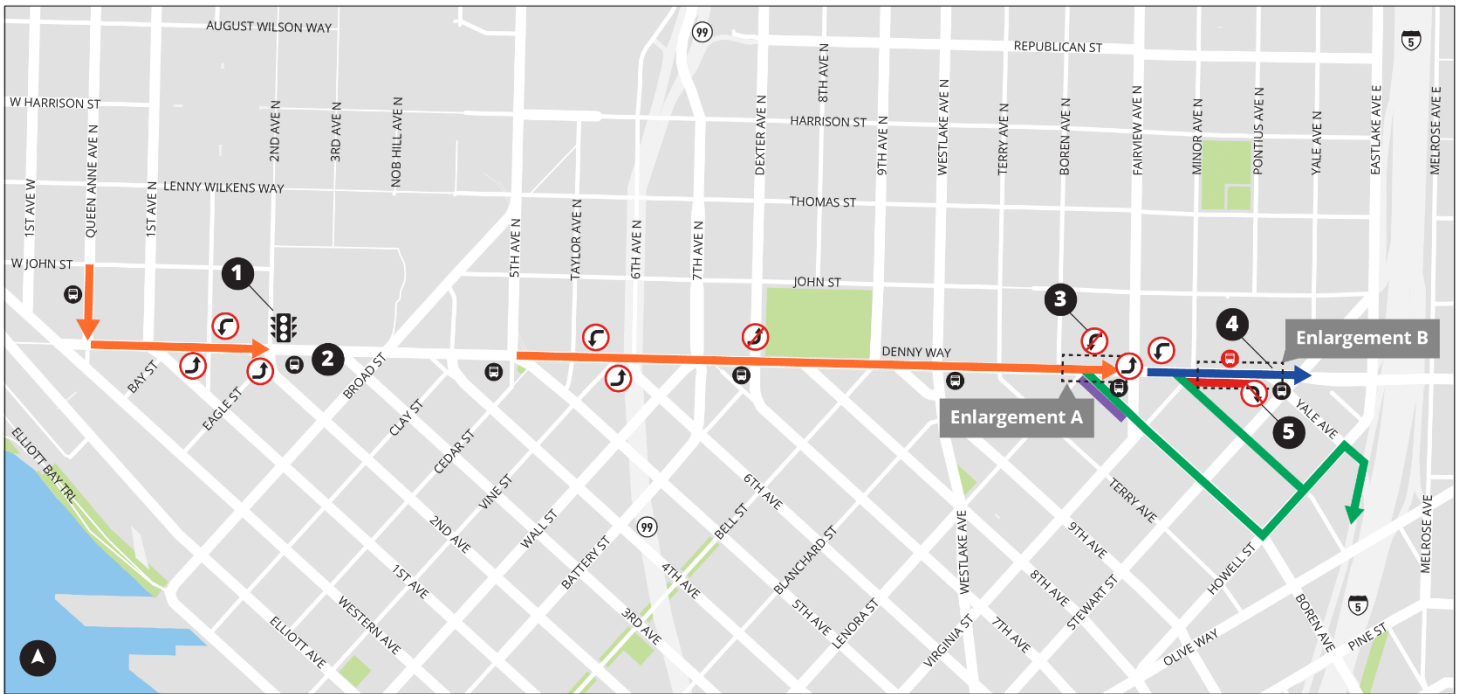 AUGUST WILSON WAY
99
REPUBLICAN ST
5
W HARRISON ST
HARRISON ST
1ST AVE W
QUEEN ANNE AVE N
1ST AVE N
2ND AVE N
3RD AVE N
NOB HILL AVE N
5TH AVE N
TAYLOR AVE N
6TH AVE N
7TH AVE N
DEXTER AVE N
8TH AVE N
9TH AVE N
WESTLAKE AVE N
TERRY AVE N
BOREN AVE N
FAIRVIEW AVE N
MINOR AVE N
PONTIUS AVE N
YALE AVE N
EASTLAKE AVE E
MELROSE AVE E
LENNY WILKENS WAY
THOMAS ST
W JOHN ST
JOHN ST
1
2
3
4
5
Enlargement B
DENNY WAY
Enlargement A
BAY ST
EAGLE ST
BROAD ST
CLAY ST
CEDAR ST
VINE ST
WALL ST
BATTERY ST
BELL ST
BLANCHARD ST
LENORA ST
VIRGINIA ST
STEWART ST
HOWELL ST
OLIVE WAY
PINE ST
YALE AVE
ELLIOTT BAY TRL
99
2ND AVE
1ST AVE
WESTERN AVE
ELLIOTT AVE
6TH AVE
4TH AVE
3RD AVE
5TH AVE
WESTLAKE AVE
7TH AVE
8TH AVE
9TH AVE
TERRY AVE
BOREN AVE
MELROSE AVE
5